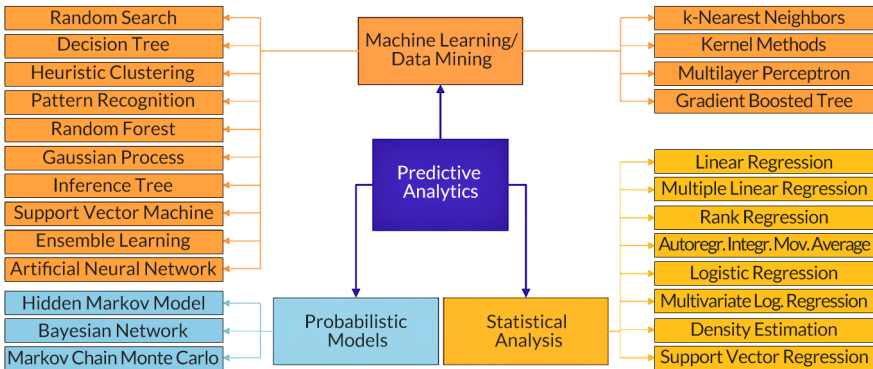 Random Search
Decision Tree
Heuristic Clustering
Pattern Recognition
Random Forest
Gaussian Process
Inference Tree
Support Vector Machine
Ensemble Learning
Artificial Neural Network
Hidden Markov Model
Bayesian Network
Markov Chain Monte Carlo
Machine Learning/
Data Mining
Predictive
Analytics
Probabilistic
Models
Statistical
Analysis
k-Nearest Neighbors
Kernel Methods
Multilayer Perceptron
Gradient Boosted Tree
Linear Regression
Multiple Linear Regression
Rank Regression
Autoregr. Integr. Mov. Average
Logistic Regression
Multivariate Log. Regression
Density Estimation
Support Vector Regression